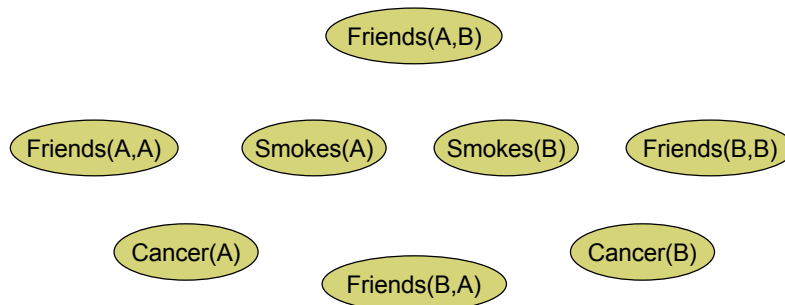 Friends(A,B)
Friends(A,A)
Smokes(A)
Smokes(B)
Friends(B,B)
Cancer(A)
Cancer(B)
Friends(B,A)